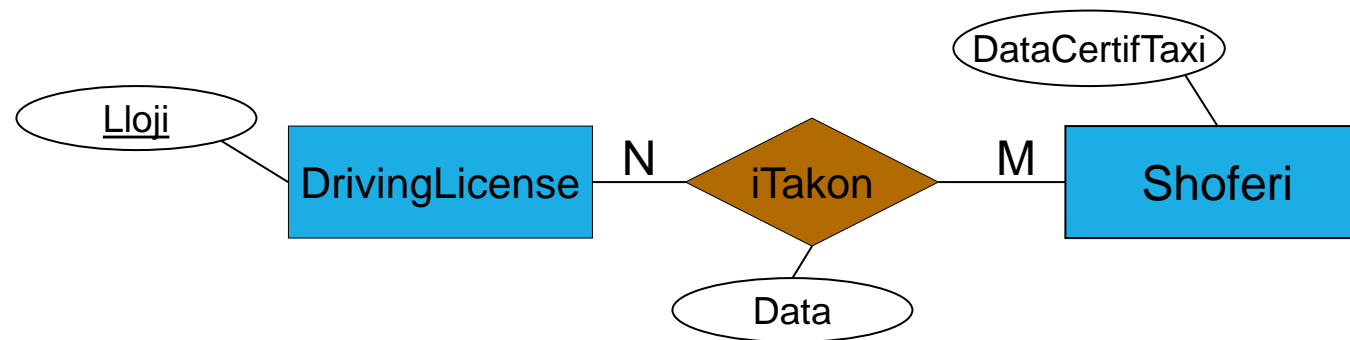 DataCertifTaxi
Lloji
DrivingLicense
N
iTakon
M
Shoferi
Data